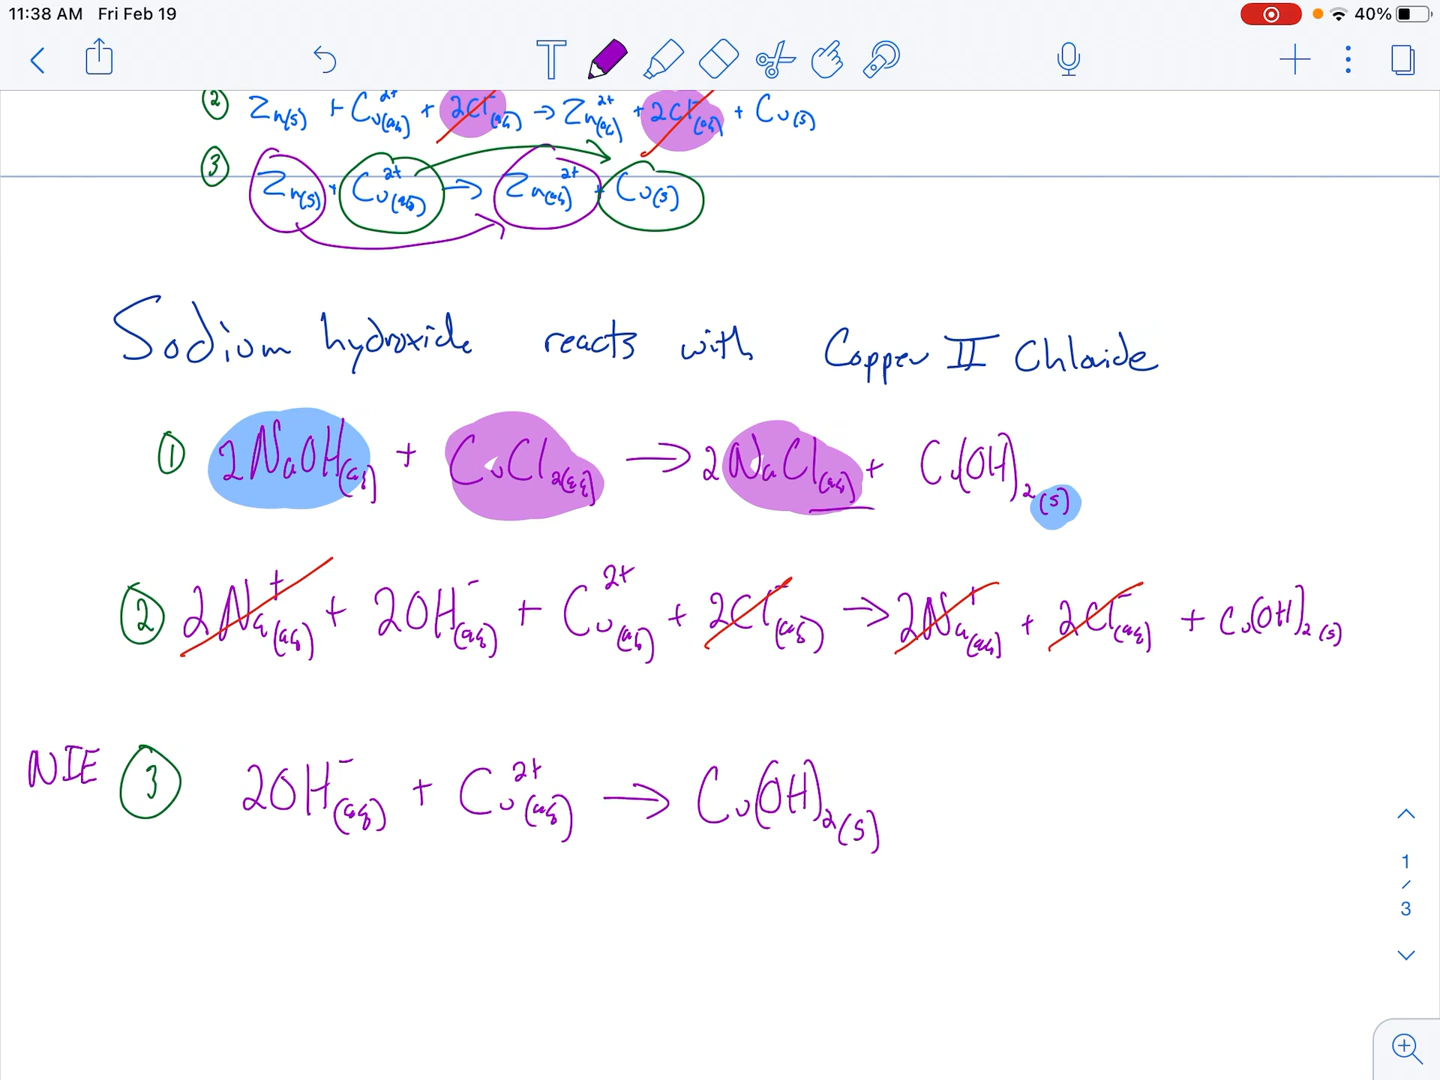 11:38 AM Fri Feb 19
40%
T
② Zn(s) + Cu²⁺(aq) + 2Cl⁻(aq) → Zn²⁺(aq) + 2Cl⁻(aq) + Cu(s)
③ Zn(s) + Cu²⁺(aq) → Zn²⁺(aq) + Cu(s)
Sodium hydroxide reacts with Copper II Chloride
① 2NaOH(aq) + CuCl₂(aq) → 2NaCl(aq) + Cu(OH)₂(s)
② 2Na⁺(aq) + 2OH⁻(aq) + Cu²⁺(aq) + 2Cl⁻(aq) → 2Na⁺(aq) + 2Cl⁻(aq) + Cu(OH)₂(s)
NIE ③ 2OH⁻(aq) + Cu²⁺(aq) → Cu(OH)₂(s)
1
/
3